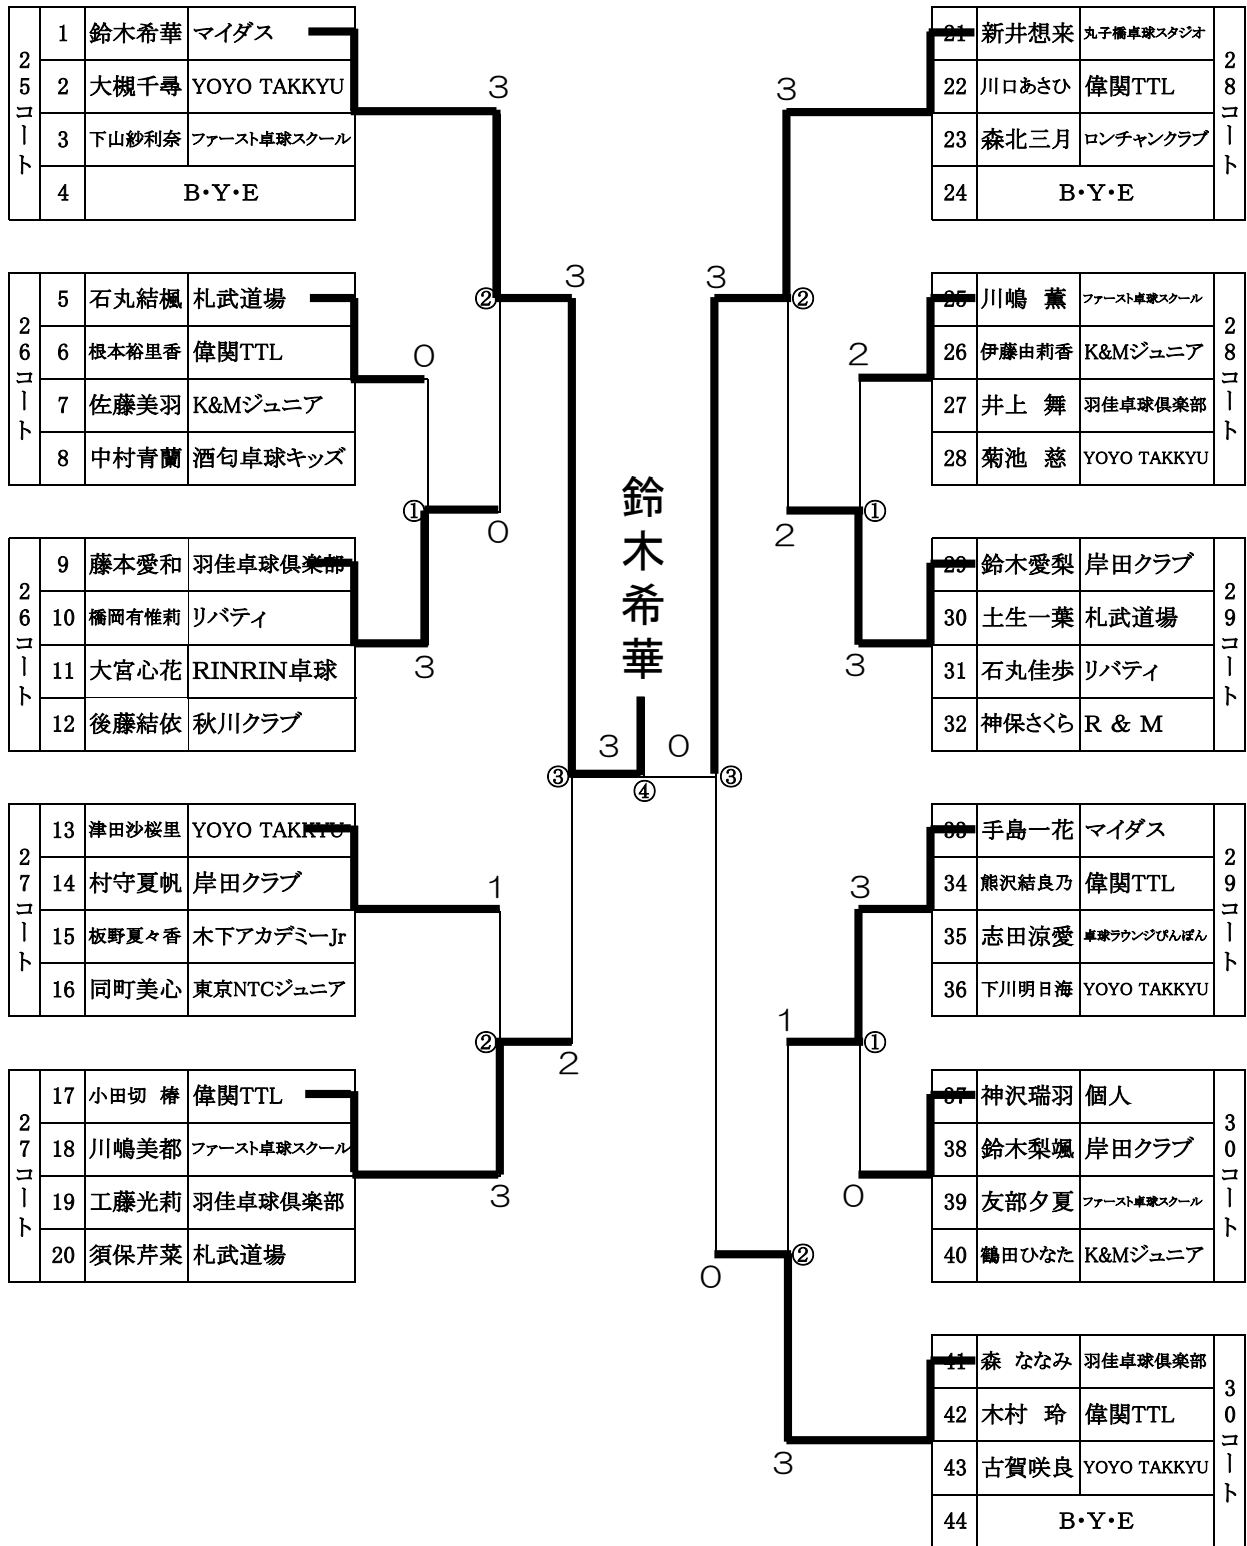 25コート
1 鈴木希華 マイダス
2 大槻千尋 YOYO TAKKYU
3 下山紗利奈 ファースト卓球スクール
4 B・Y・E
3
26コート
5 石丸結楓 札武道場
6 根本裕里香 偉関TTL
7 佐藤美羽 K&Mジュニア
8 中村青蘭 酒匂卓球キッズ
②
3
0
①
0
26コート
9 藤本愛和 羽佳卓球倶楽部
10 橋岡有惟莉 リバティ
11 大宮心花 RINRIN卓球
12 後藤結依 秋川クラブ
3
27コート
13 津田沙桜里 YOYO TAKKYU
14 村守夏帆 岸田クラブ
15 板野夏々香 木下アカデミーJr
16 同町美心 東京NTCジュニア
1
②
2
27コート
17 小田切 椿 偉関TTL
18 川嶋美都 ファースト卓球スクール
19 工藤光莉 羽佳卓球倶楽部
20 須保芹菜 札武道場
3
鈴木希華
3 0
③ ④ ③
28コート
21 新井想来 丸子橋卓球スタジオ
22 川口あさひ 偉関TTL
23 森北三月 ロンチャンクラブ
24 B・Y・E
3
3
②
28コート
25 川嶋 薫 ファースト卓球スクール
26 伊藤由莉香 K&Mジュニア
27 井上 舞 羽佳卓球倶楽部
28 菊池 慈 YOYO TAKKYU
2
2
①
29コート
29 鈴木愛梨 岸田クラブ
30 土生一葉 札武道場
31 石丸佳歩 リバティ
32 神保さくら R & M
3
29コート
33 手島一花 マイダス
34 熊沢結良乃 偉関TTL
35 志田涼愛 卓球ラウンジぴんぽん
36 下川明日海 YOYO TAKKYU
3
1
①
30コート
37 神沢瑞羽 個人
38 鈴木梨颯 岸田クラブ
39 友部夕夏 ファースト卓球スクール
40 鶴田ひなた K&Mジュニア
0
0
②
30コート
41 森 ななみ 羽佳卓球倶楽部
42 木村 玲 偉関TTL
43 古賀咲良 YOYO TAKKYU
44 B・Y・E
3